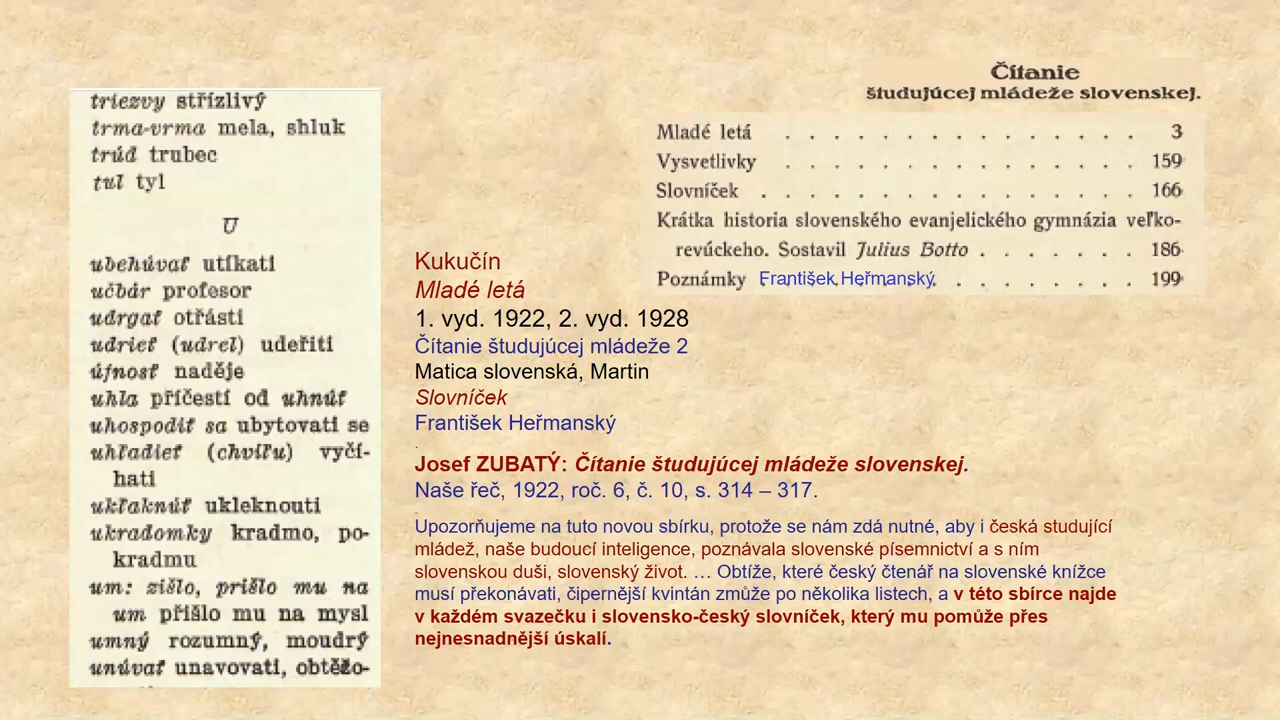 triezvy střízlivý
trma-vrma mela, shluk
trúd trubec
tul tyl
U
ubehúvať utíkati
učbár profesor
udrgať otřásti
udrieť (udrel) udeřiti
újnosť naděje
uhla příčestí od uhnúť
uhospodiť sa ubytovati se
uhľadieť (chvíľu) vyčí-
hati
ukľaknúť ukleknouti
ukradomky kradmo, po-
kradmu
um: zišlo, prišlo mu na
um přišlo mu na mysl
umný rozumný, moudrý
unúvať unavovati, obtěžo-
Čítanie
študujúcej mládeže slovenskej.
Mladé letá . . . . . . . . . . . . . . . 3
Vysvetlivky . . . . . . . . . . . . . . . 159
Slovníček . . . . . . . . . . . . . . . . 166
Krátka historia slovenského evanjelického gymnázia veľko-
revúckeho. Sostavil Julius Botto . . . . . . 186
Poznámky František Heřmanský . . . . . . . 199
Kukučín
Mladé letá
1. vyd. 1922, 2. vyd. 1928
Čítanie študujúcej mládeže 2
Matica slovenská, Martin
Slovníček
František Heřmanský
Josef ZUBATÝ: Čítanie študujúcej mládeže slovenskej.
Naše řeč, 1922, roč. 6, č. 10, s. 314 – 317.
Upozorňujeme na tuto novou sbírku, protože se nám zdá nutné, aby i česká studující
mládež, naše budoucí inteligence, poznávala slovenské písemnictví a s ním
slovenskou duši, slovenský život. … Obtíže, které český čtenář na slovenské knížce
musí překonávati, čipernější kvintán zmůže po několika listech, a v této sbírce najde
v každém svazečku i slovensko-český slovníček, který mu pomůže přes
nejnesnadnější úskalí.